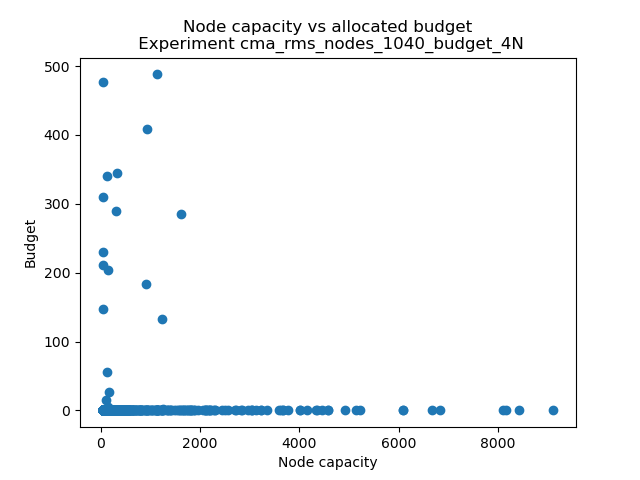 Node capacity vs allocated budget
Experiment cma_rms_nodes_1040_budget_4N
500
400
300
200
100
0
Budget
0 2000 4000 6000 8000
Node capacity